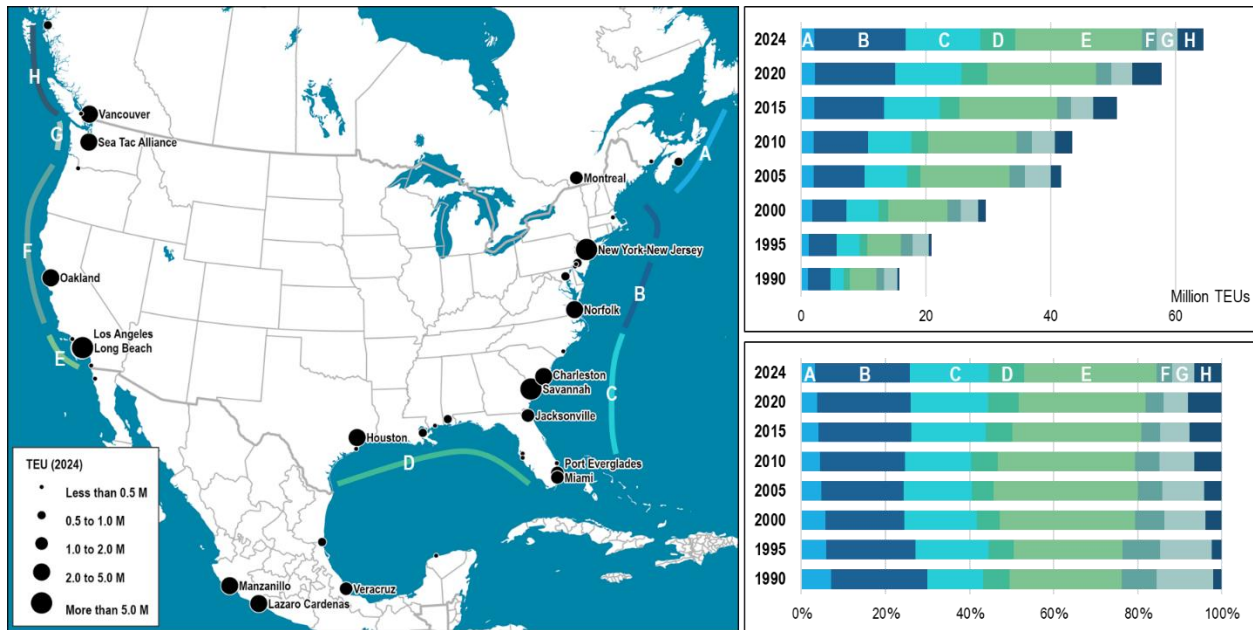 H
Vancouver
G
Sea Tac Alliance
A
Montreal
F
New York-New Jersey
Oakland
B
Norfolk
Los Angeles
Long Beach
E
Charleston
C
Savannah
Jacksonville
Houston
D
Port Everglades
Miami
Manzanillo
Veracruz
Lazaro Cardenas
TEU (2024)
Less than 0.5 M
0.5 to 1.0 M
1.0 to 2.0 M
2.0 to 5.0 M
More than 5.0 M
2024 A B C D E F G H
2020
2015
2010
2005
2000
1995
1990
Million TEUs
0 20 40 60
2024 A B C D E F G H
2020
2015
2010
2005
2000
1995
1990
0% 20% 40% 60% 80% 100%